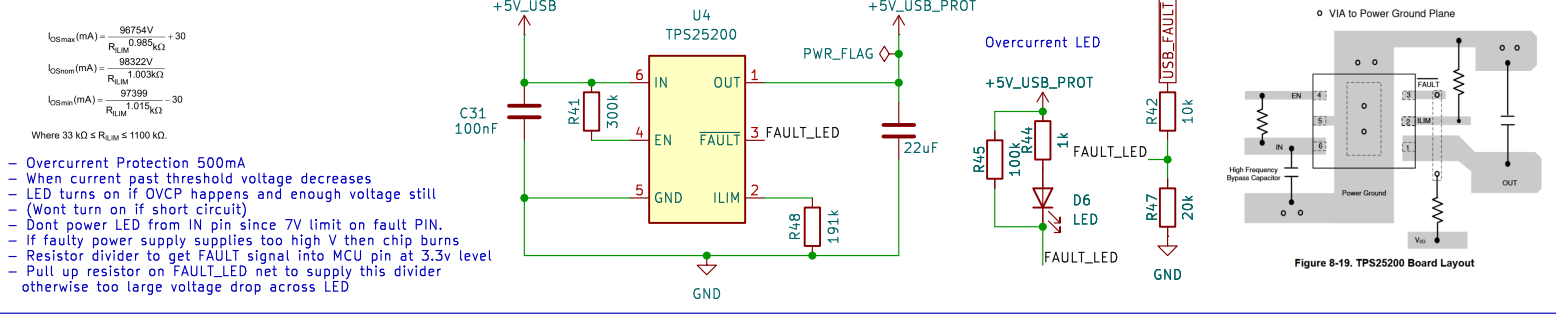 I_OSmax(mA) = 96754V / R_ILIM^0.985kΩ + 30
I_OSnom(mA) = 98322V / R_ILIM^1.003kΩ
I_OSmin(mA) = 97399 / R_ILIM^1.015kΩ − 30
Where 33 kΩ ≤ R_ILIM ≤ 1100 kΩ.
– Overcurrent Protection 500mA
– When current past threshold voltage decreases
– LED turns on if OVCP happens and enough voltage still
– (Wont turn on if short circuit)
– Dont power LED from IN pin since 7V limit on fault PIN.
– If faulty power supply supplies too high V then chip burns
– Resistor divider to get FAULT signal into MCU pin at 3.3v level
– Pull up resistor on FAULT_LED net to supply this divider
otherwise too large voltage drop across LED
+5V_USB
C31
100nF
R41
300k
U4
TPS25200
6
IN
4
EN
5
GND
OUT
1
FAULT
3
ILIM
2
FAULT_LED
R48
191k
GND
+5V_USB_PROT
PWR_FLAG
22uF
Overcurrent LED
+5V_USB_PROT
R45
100k
R44
1k
D6
LED
FAULT_LED
USB_FAULT
R42
10k
FAULT_LED
R47
20k
GND
VIA to Power Ground Plane
EN
4
5
IN
6
FAULT
3
2
ILIM
1
High Frequency
Bypass Capacitor
Power Ground
OUT
V_I/O
Figure 8-19. TPS25200 Board Layout